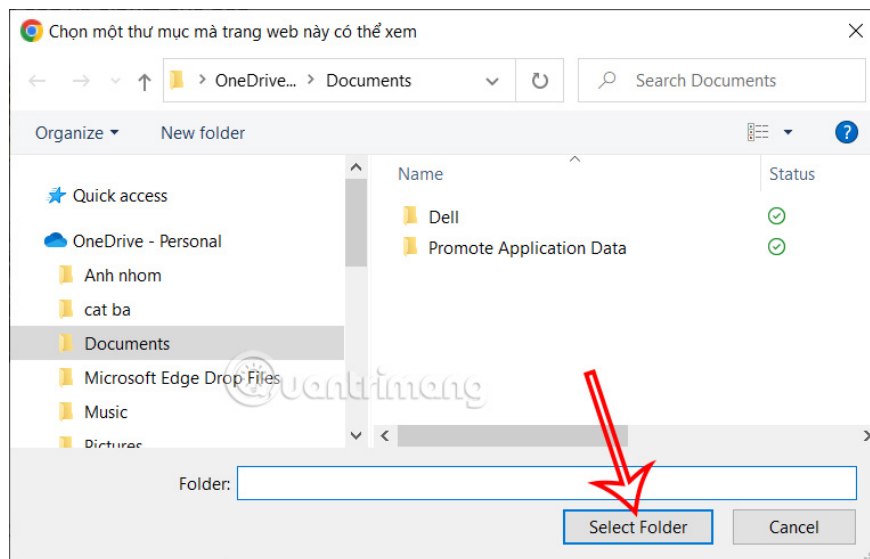 Chọn một thư mục mà trang web này có thể xem
OneDrive... > Documents
Search Documents
Organize
New folder
?
Name
Status
Quick access
OneDrive - Personal
Anh nhom
cat ba
Documents
Microsoft Edge Drop Files
Music
Pictures
Dell
Promote Application Data
Quantrimang
Folder:
Select Folder
Cancel